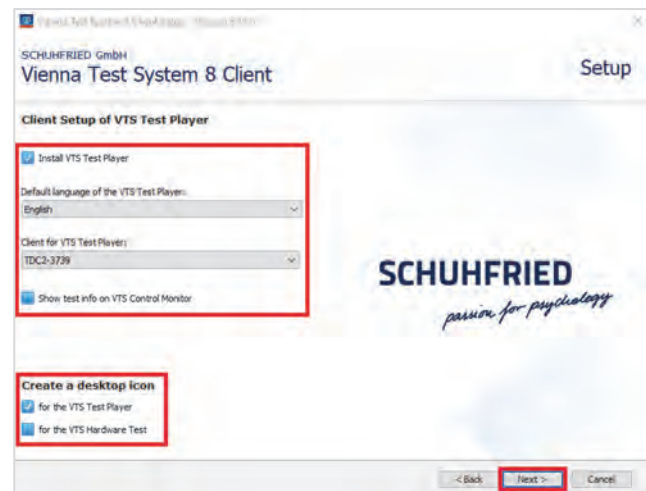 SCHUHFRIED GmbH
Vienna Test System 8 Client
Setup
Client Setup of VTS Test Player
Install VTS Test Player
Default language of the VTS Test Player:
English
Client for VTS Test Player:
TDC2-3739
Show test info on VTS Control Monitor
SCHUHFRIED
passion for psychology
Create a desktop icon
for the VTS Test Player
for the VTS Hardware Test
< Back
Next >
Cancel